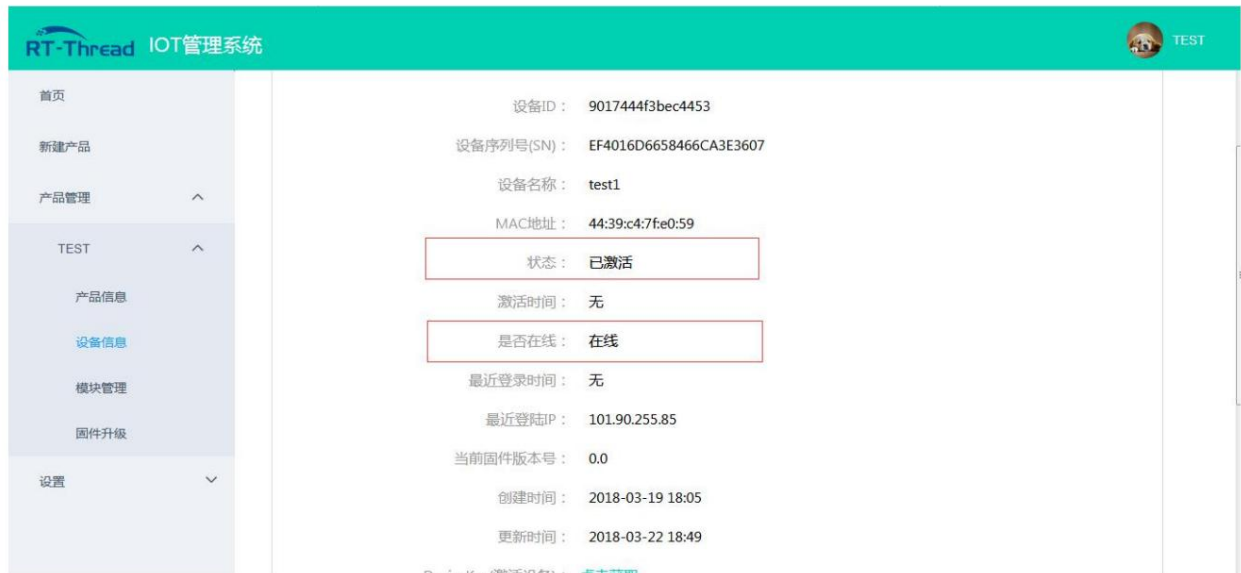 RT-Thread IOT管理系统
TEST
首页
新建产品
产品管理
TEST
产品信息
设备信息
模块管理
固件升级
设置
设备ID： 9017444f3bec4453
设备序列号(SN)： EF4016D6658466CA3E3607
设备名称： test1
MAC地址： 44:39:c4:7f:e0:59
状态： 已激活
激活时间： 无
是否在线： 在线
最近登录时间： 无
最近登陆IP： 101.90.255.85
当前固件版本号： 0.0
创建时间： 2018-03-19 18:05
更新时间： 2018-03-22 18:49